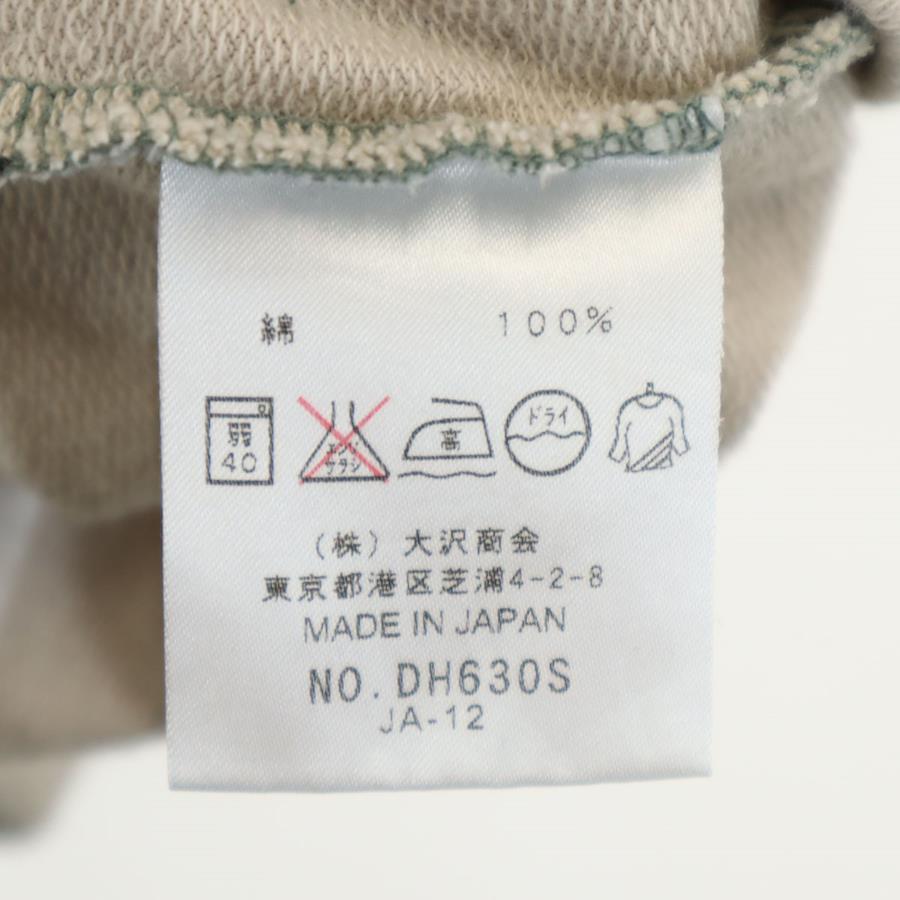 綿 100%
弱 エンソ 高 ドライ
40 サラシ
（株）大沢商会
東京都港区芝浦4-2-8
MADE IN JAPAN
NO. DH630S
JA-12